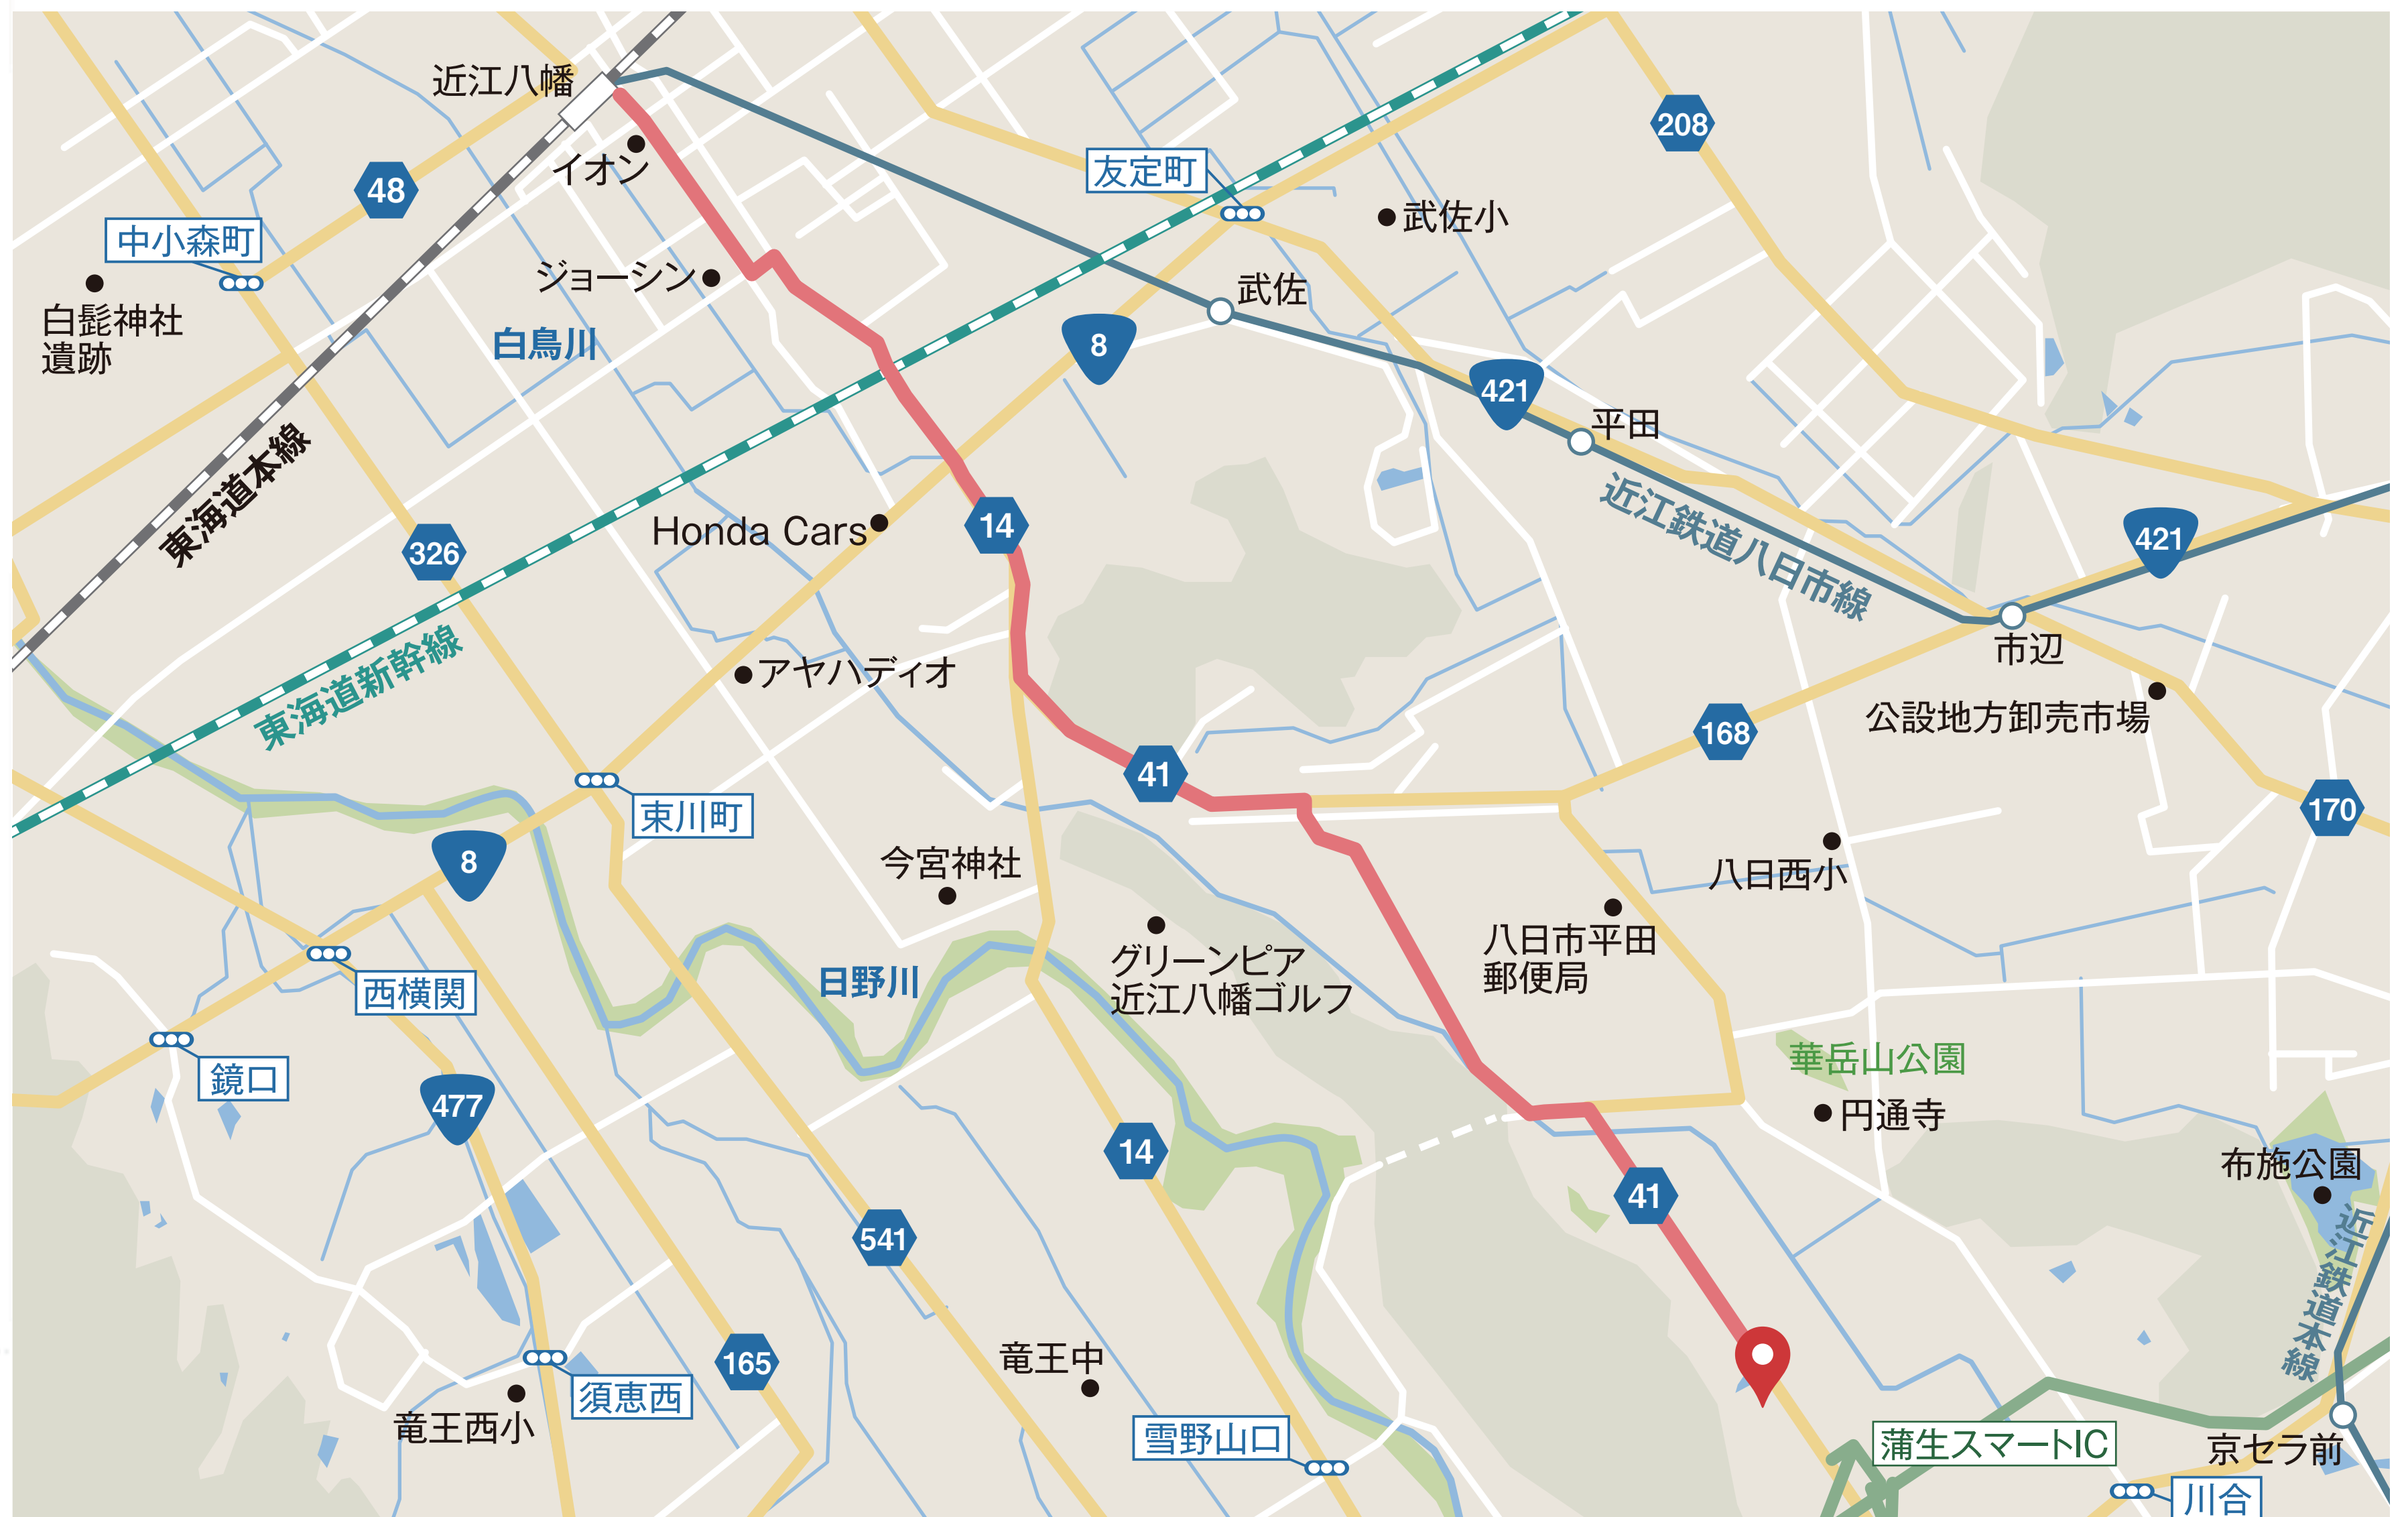 近江八幡
208
イオン
友定町
48
武佐小
中小森町
ジョーシン
武佐
白髭神社
遺跡
白鳥川
8
421
平田
東海道本線
近江鉄道八日市線
Honda Cars
14
421
326
東海道新幹線
アヤハディオ
市辺
公設地方卸売市場
168
41
170
東川町
8
今宮神社
八日西小
グリーンピア
近江八幡ゴルフ
八日市平田
郵便局
日野川
西横関
鏡口
華岳山公園
477
円通寺
14
布施公園
41
近江鉄道本線
541
165
竜王中
須恵西
竜王西小
雪野山口
蒲生スマートIC
京セラ前
川合